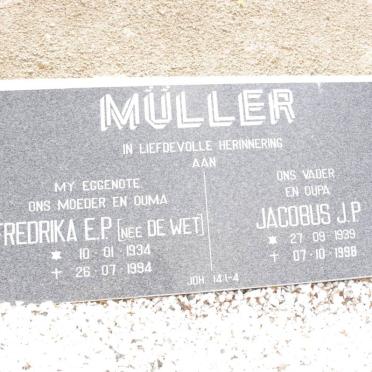 MÜLLER
IN LIEFDEVOLLE HERINNERING
AAN
MY EGGENOTE
ONS MOEDER EN OUMA
FREDRIKA E.P. (NEE DE WET)
* 10-01-1934
+ 26-07-1994
ONS VADER
EN OUPA
JACOBUS J.P.
* 27-09-1939
+ 07-10-1998
JOH 14:1-4